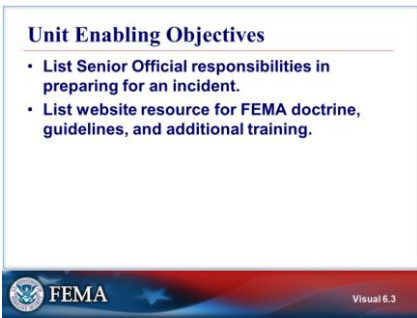 Unit Enabling Objectives
• List Senior Official responsibilities in
preparing for an incident.
• List website resource for FEMA doctrine,
guidelines, and additional training.
FEMA
Visual 6.3